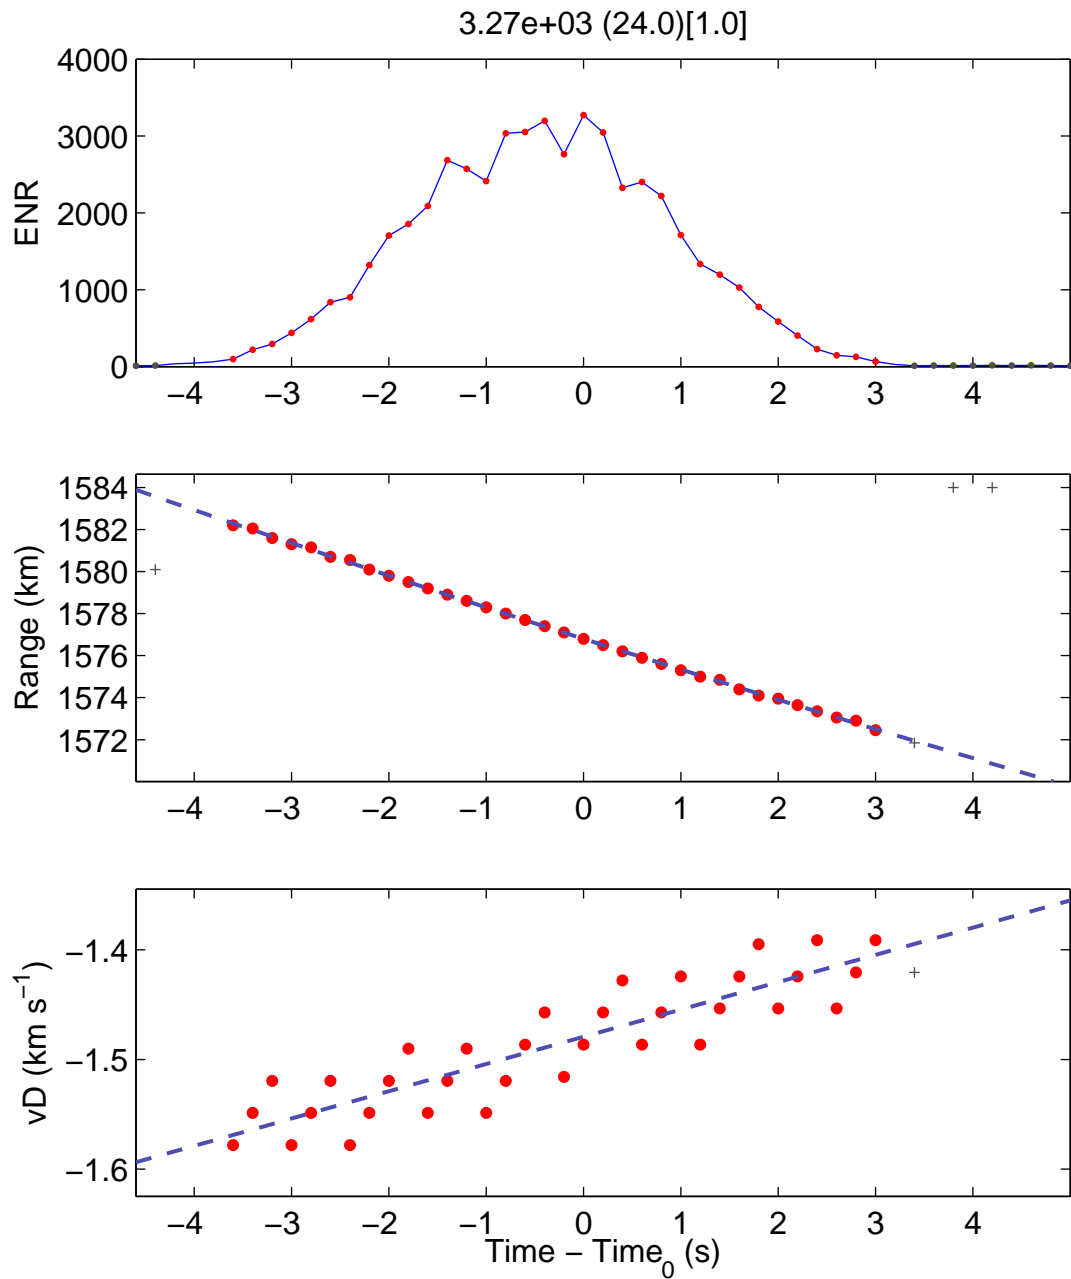 3.27e+03 (24.0)[1.0]
4000
3000
2000
1000
0
ENR
−4 −3 −2 −1 0 1 2 3 4
1584
1582
1580
1578
1576
1574
1572
Range (km)
−4 −3 −2 −1 0 1 2 3 4
−1.4
−1.5
−1.6
vD (km s⁻¹)
−4 −3 −2 −1 0 1 2 3 4
Time − Time₀ (s)